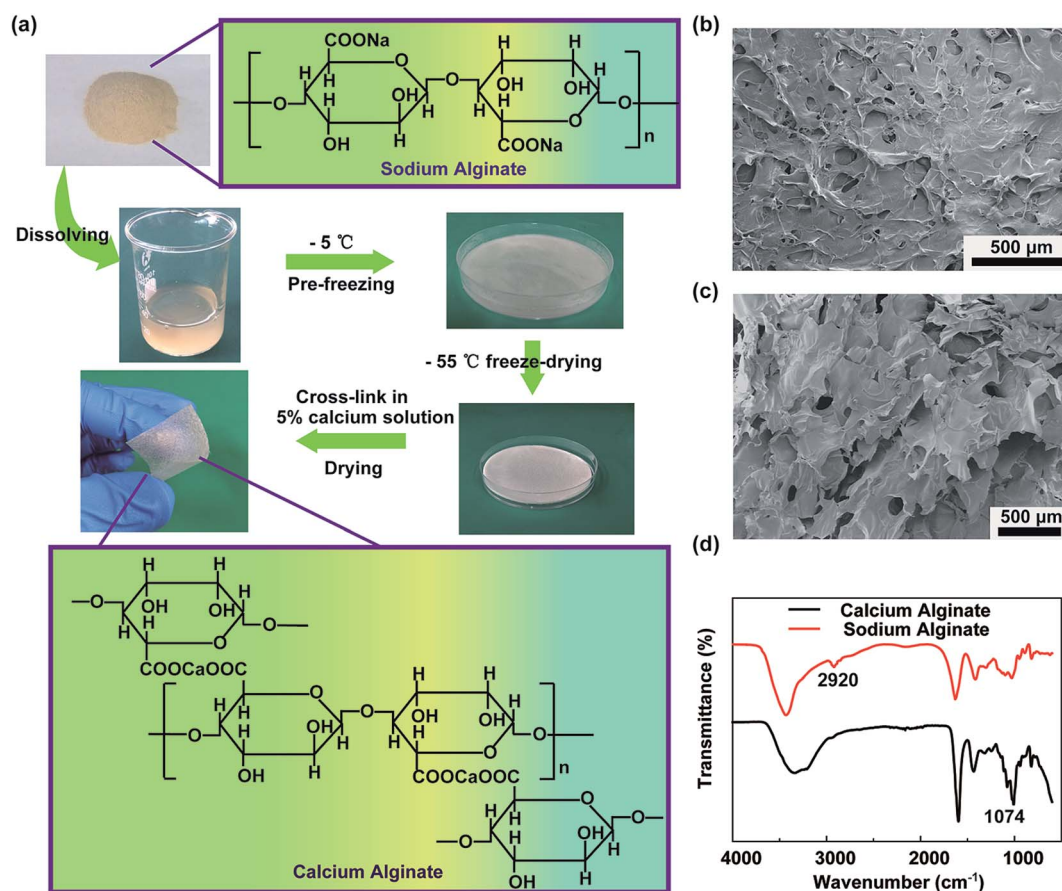 (a)
COONa
H
H
H
O
H
OH
H
OH
H
O
H
O
H
OH
H
OH
H
H
O
O
COONa
n
Sodium Alginate
Dissolving
- 5 ℃
Pre-freezing
- 55 ℃ freeze-drying
Cross-link in
5% calcium solution
Drying
H
H
H
O
OH
OH
H
H
O
H
O
COOCaOOC
H
H
O
H
H
O
OH
H
H
OH
H
O
H
OH
OH
H
H
O
O
H
COOCaOOC
n
H
H
O
H
O
OH
H
H
O
OH
H
Calcium Alginate
(b)
500 μm
(c)
500 μm
(d)
Calcium Alginate
Sodium Alginate
2920
1074
Transmittance (%)
4000 3000 2000 1000
Wavenumber (cm-1)